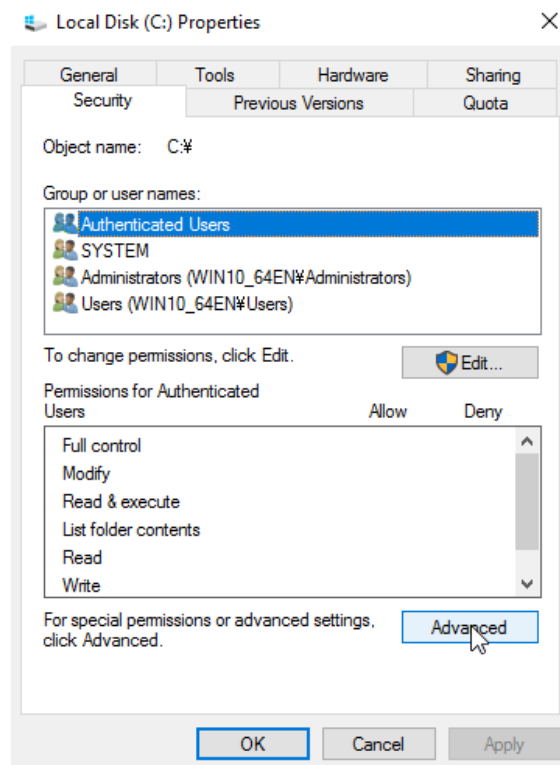 Local Disk (C:) Properties
General Tools Hardware Sharing
Security Previous Versions Quota
Object name: C:¥
Group or user names:
Authenticated Users
SYSTEM
Administrators (WIN10_64EN¥Administrators)
Users (WIN10_64EN¥Users)
To change permissions, click Edit.
Edit...
Permissions for Authenticated
Users Allow Deny
Full control
Modify
Read & execute
List folder contents
Read
Write
For special permissions or advanced settings,
click Advanced.
Advanced
OK Cancel Apply